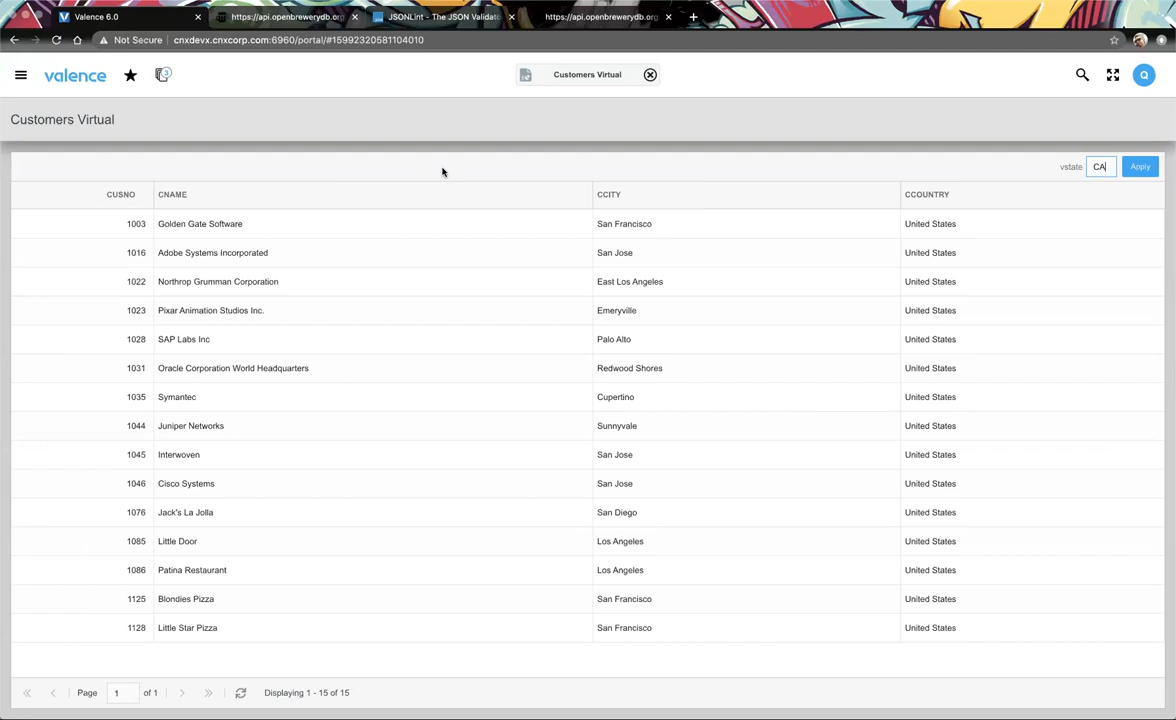 Valence 6.0
https://api.openbrewerydb.org
JSONLint - The JSON Validato
https://api.openbrewerydb.org
Not Secure
cnxdevx.cnxcorp.com:6960/portal/#15992320581104010
valence
3
Customers Virtual
Q
Customers Virtual
vstate CA Apply
CUSNO CNAME CCITY CCOUNTRY
1003 Golden Gate Software San Francisco United States
1016 Adobe Systems Incorporated San Jose United States
1022 Northrop Grumman Corporation East Los Angeles United States
1023 Pixar Animation Studios Inc. Emeryville United States
1028 SAP Labs Inc Palo Alto United States
1031 Oracle Corporation World Headquarters Redwood Shores United States
1035 Symantec Cupertino United States
1044 Juniper Networks Sunnyvale United States
1045 Interwoven San Jose United States
1046 Cisco Systems San Jose United States
1076 Jack's La Jolla San Diego United States
1085 Little Door Los Angeles United States
1086 Patina Restaurant Los Angeles United States
1125 Blondies Pizza San Francisco United States
1128 Little Star Pizza San Francisco United States
Page 1 of 1 Displaying 1 - 15 of 15